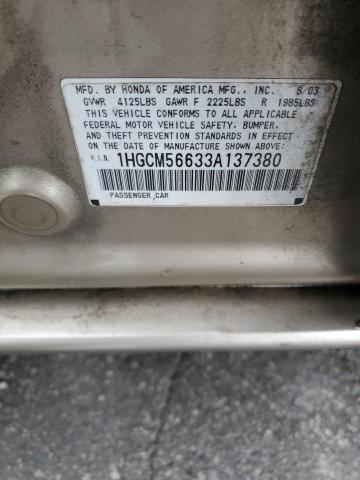 MFD. BY HONDA OF AMERICA MFG., INC. 8/03
GVWR 4125LBS GAWR F 2225LBS R 1985LBS
THIS VEHICLE CONFORMS TO ALL APPLICABLE
FEDERAL MOTOR VEHICLE SAFETY, BUMPER,
AND THEFT PREVENTION STANDARDS IN EFFECT
ON THE DATE OF MANUFACTURE SHOWN ABOVE.
V.I.N. 1HGCM56633A137380
PASSENGER CAR